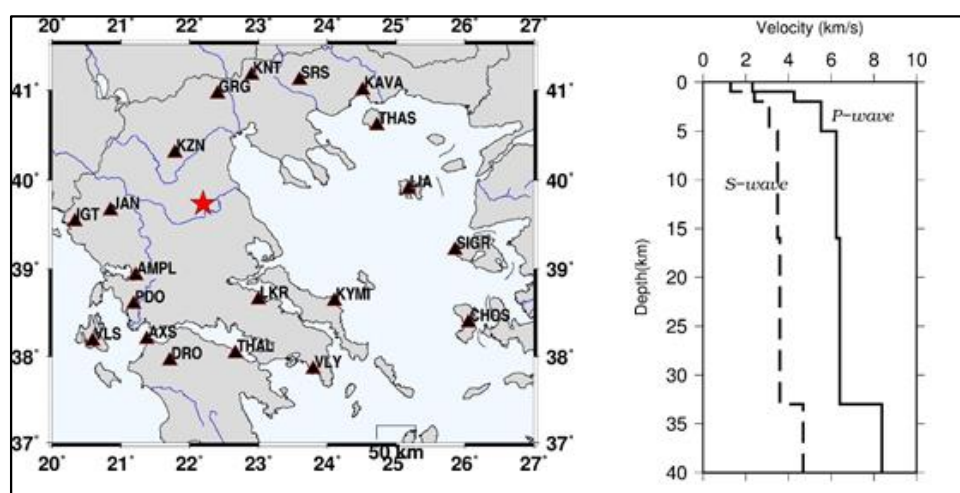 20˚ 21˚ 22˚ 23˚ 24˚ 25˚ 26˚ 27˚
KNT
SRS
GRG
KAVA
41˚ 41˚
THAS
KZN
40˚ 40˚
LIA
JAN
IGT
SIGR
39˚ AMPL 39˚
PDO
LKR
KYMI
CHOS
VLS
AXS
38˚ DRO THAL 38˚
VLY
37˚ 37˚
50 km
20˚ 21˚ 22˚ 23˚ 24˚ 25˚ 26˚ 27˚
Velocity (km/s)
0 2 4 6 8 10
0
P-wave
5
S-wave
10
15
Depth(km)
20
25
30
35
40